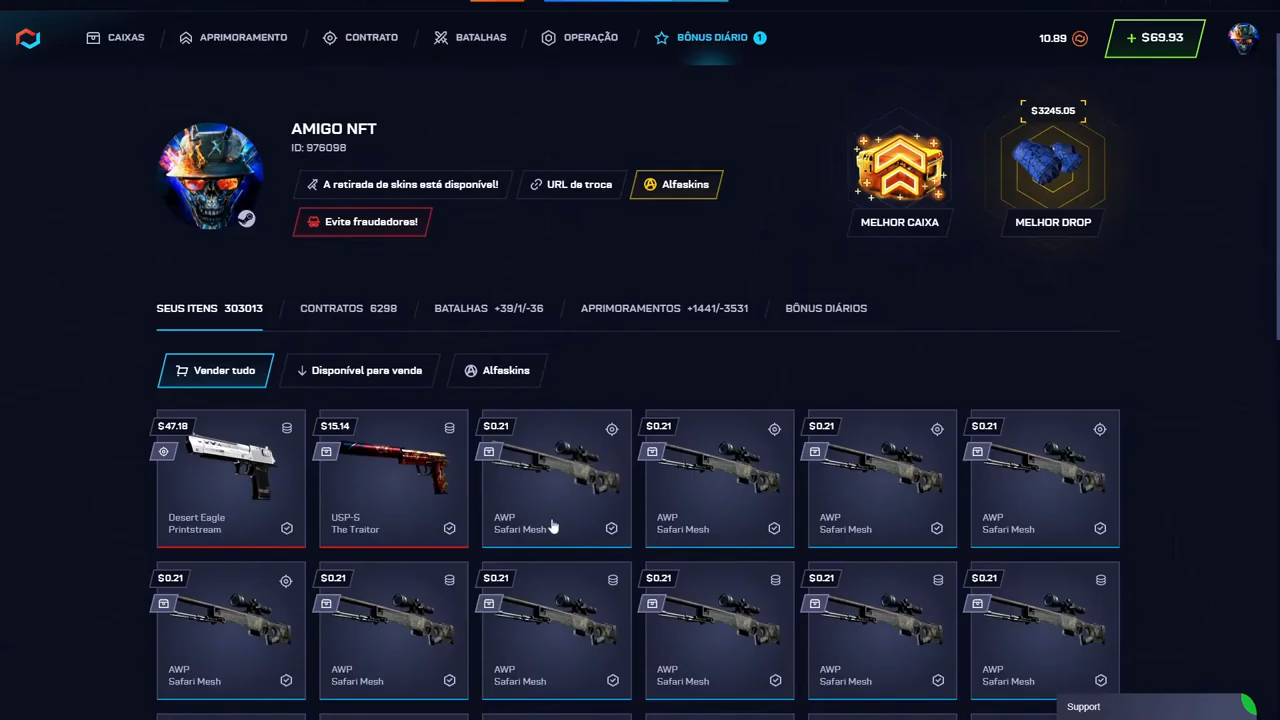 CAIXAS
APRIMORAMENTO
CONTRATO
BATALHAS
OPERAÇÃO
BÔNUS DIÁRIO 1
10.89
+ $69.93
AMIGO NFT
ID: 976098
A retirada de skins está disponível!
URL de troca
Alfaskins
Evite fraudadores!
MELHOR CAIXA
$3245.05
MELHOR DROP
SEUS ITENS 303013
CONTRATOS 6298
BATALHAS +39/1/-36
APRIMORAMENTOS +1441/-3531
BÔNUS DIÁRIOS
Vender tudo
Disponível para venda
Alfaskins
$47.18
Desert Eagle
Printstream
$15.14
USP-S
The Traitor
$0.21
AWP
Safari Mesh
$0.21
AWP
Safari Mesh
$0.21
AWP
Safari Mesh
$0.21
AWP
Safari Mesh
$0.21
AWP
Safari Mesh
$0.21
AWP
Safari Mesh
$0.21
AWP
Safari Mesh
$0.21
AWP
Safari Mesh
$0.21
AWP
Safari Mesh
$0.21
AWP
Safari Mesh
Support